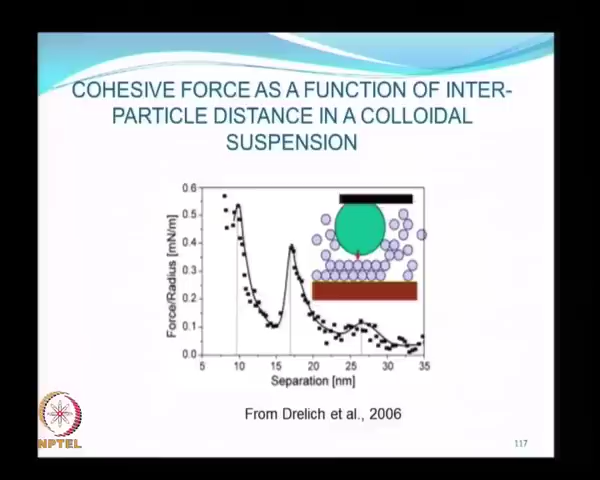 COHESIVE FORCE AS A FUNCTION OF INTER-
PARTICLE DISTANCE IN A COLLOIDAL
SUSPENSION
0.6
0.5
0.4
0.3
0.2
0.1
0.0
Force/Radius [mN/m]
5 10 15 20 25 30 35
Separation [nm]
From Drelich et al., 2006
NPTEL
117